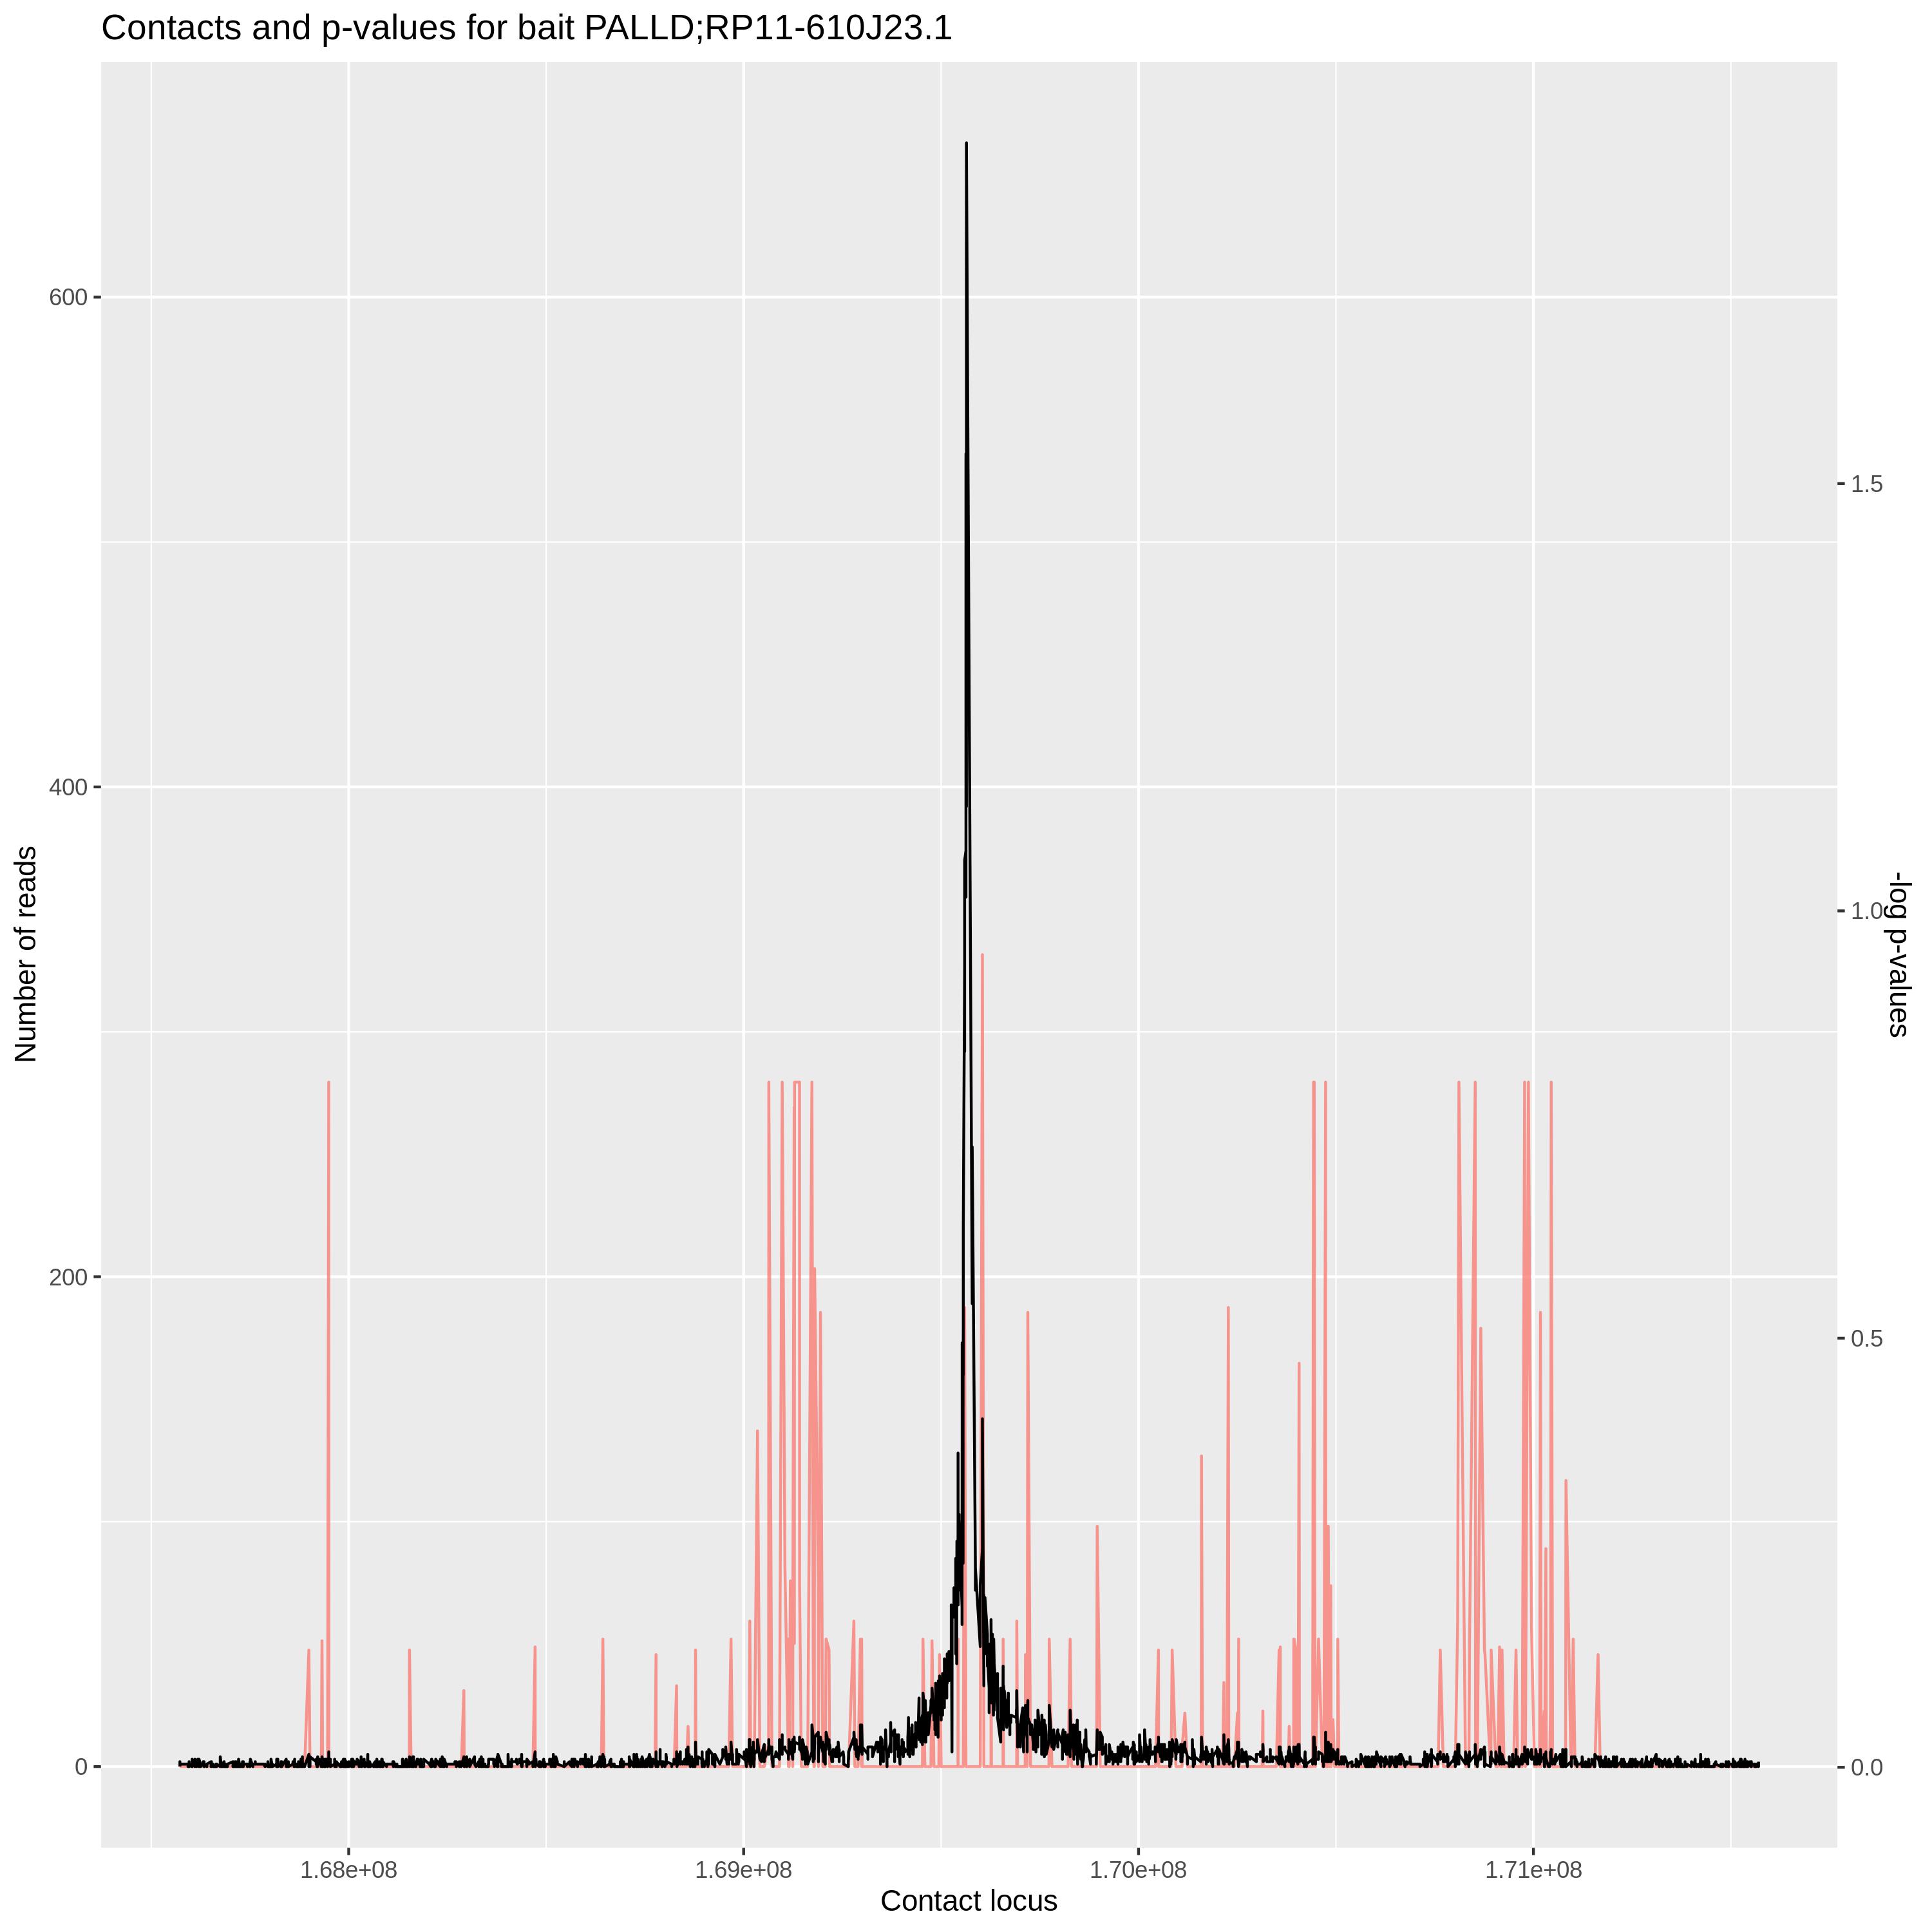 Contacts and p-values for bait PALLD;RP11-610J23.1
600
400
200
0
Number of reads
1.5
1.0
0.5
0.0
-log p-values
1.68e+08
1.69e+08
1.70e+08
1.71e+08
Contact locus